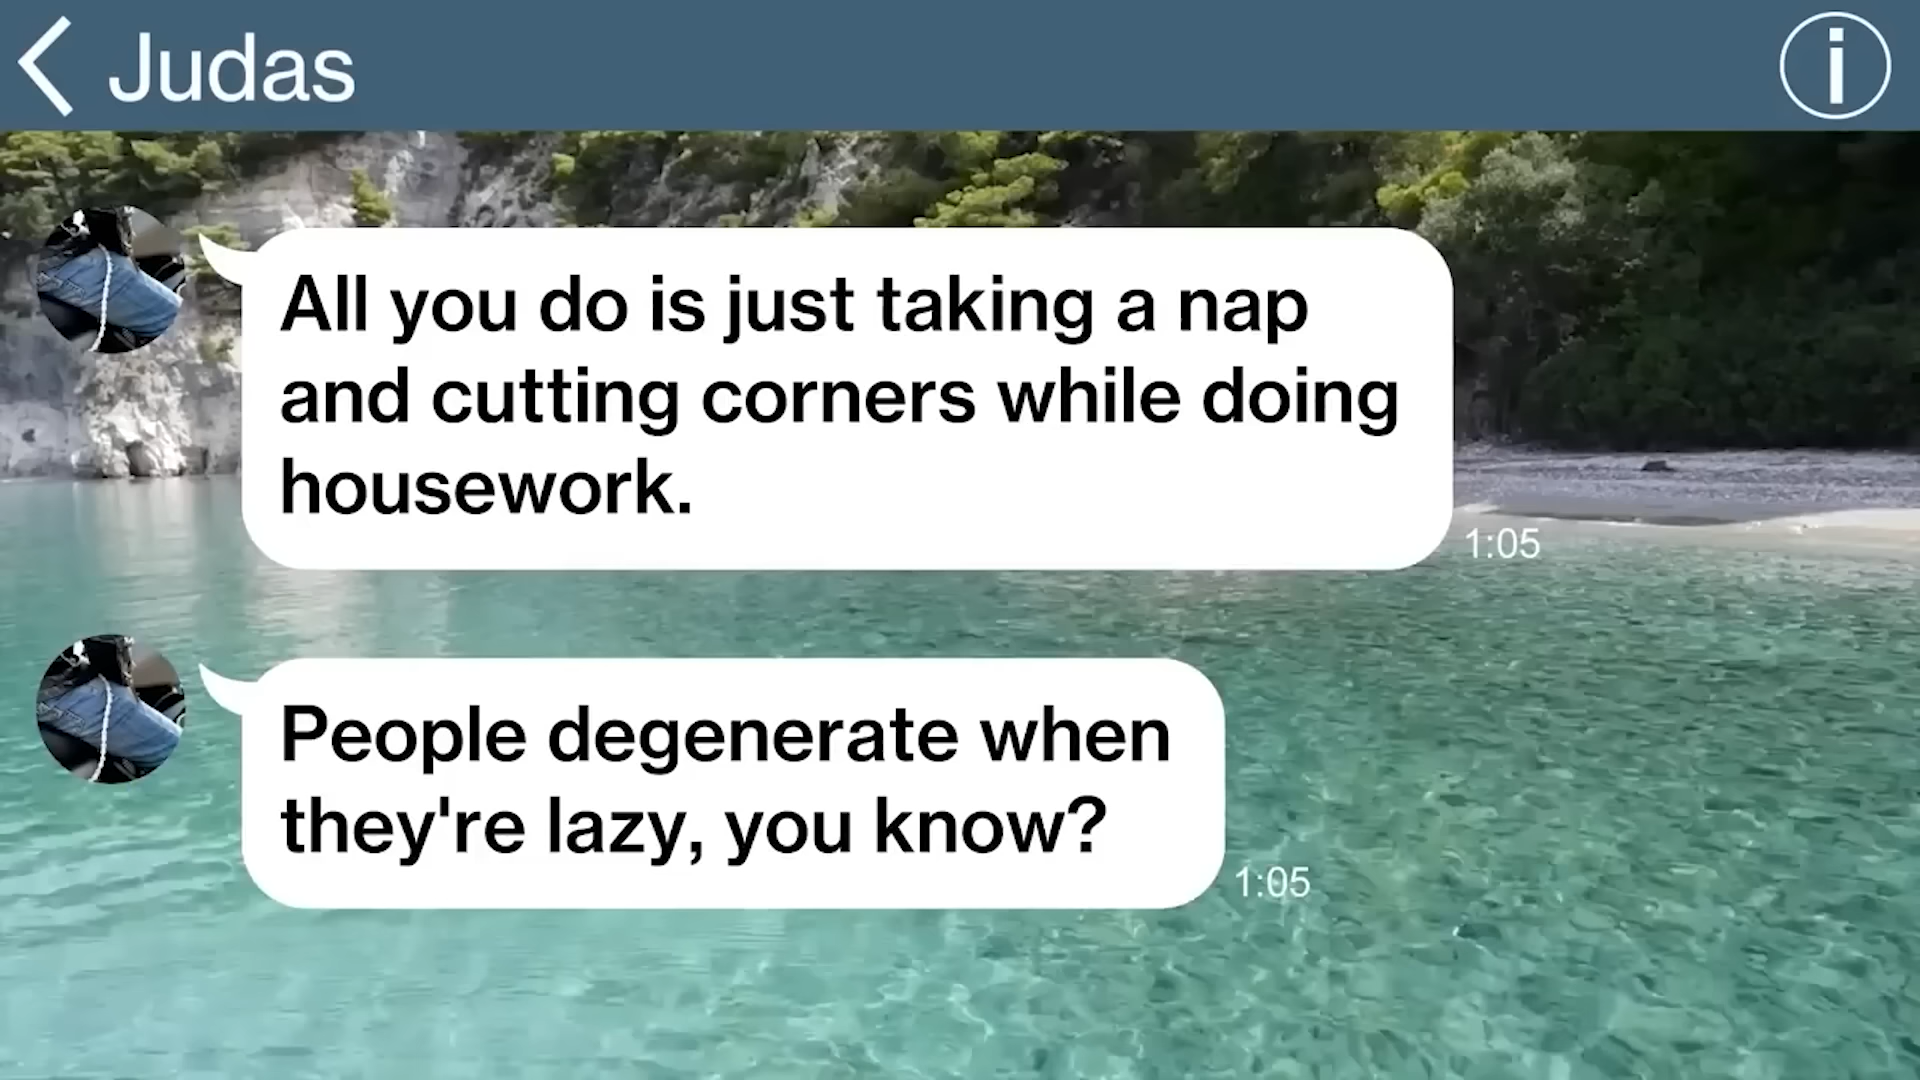 Judas
All you do is just taking a nap
and cutting corners while doing
housework.
1:05
People degenerate when
they're lazy, you know?
1:05